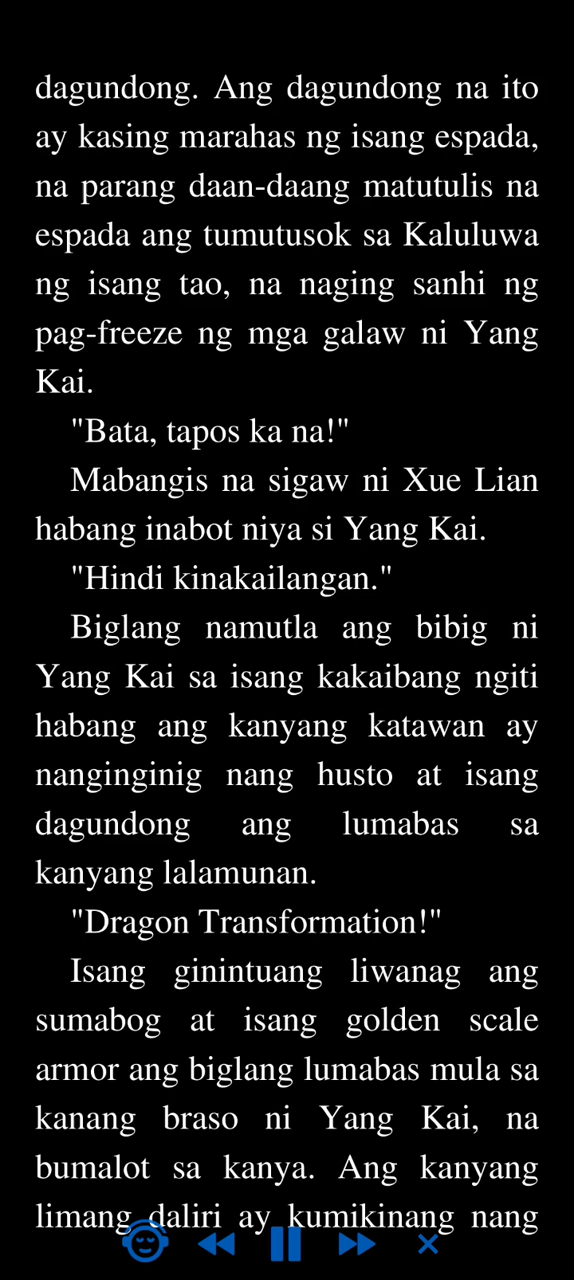 dagundong. Ang dagundong na ito
ay kasing marahas ng isang espada,
na parang daan-daang matutulis na
espada ang tumutusok sa Kaluluwa
ng isang tao, na naging sanhi ng
pag-freeze ng mga galaw ni Yang
Kai.
"Bata, tapos ka na!"
Mabangis na sigaw ni Xue Lian
habang inabot niya si Yang Kai.
"Hindi kinakailangan."
Biglang namutla ang bibig ni
Yang Kai sa isang kakaibang ngiti
habang ang kanyang katawan ay
nanginginig nang husto at isang
dagundong ang lumabas sa
kanyang lalamunan.
"Dragon Transformation!"
Isang ginintuang liwanag ang
sumabog at isang golden scale
armor ang biglang lumabas mula sa
kanang braso ni Yang Kai, na
bumalot sa kanya. Ang kanyang
limang daliri ay kumikinang nang